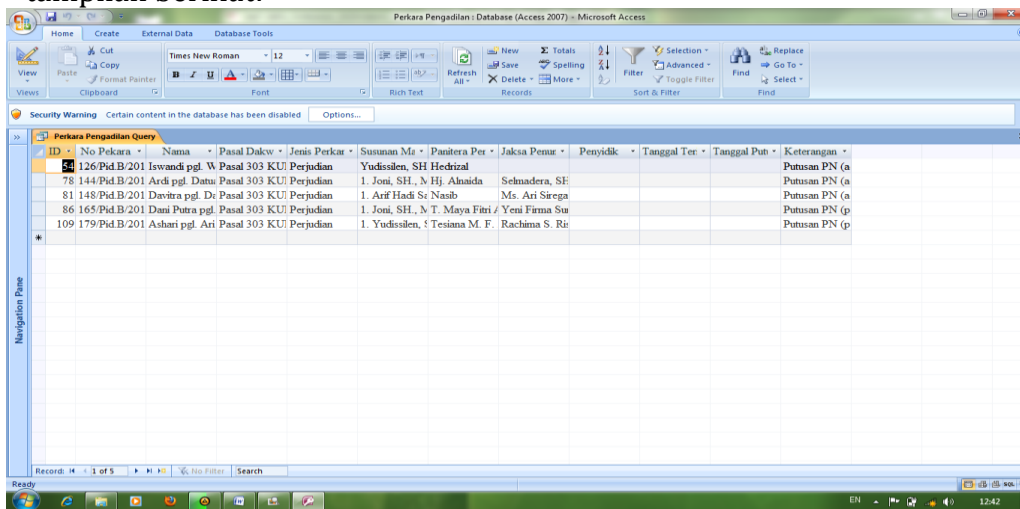 tampilan berikut.
Perkara Pengadilan : Database (Access 2007) - Microsoft Access
Home Create External Data Database Tools
View Paste Cut Copy Format Painter Times New Roman 12 B I U Refresh All New Save Delete Totals Spelling More Filter Selection Advanced Toggle Filter Find Replace Go To Select
Views Clipboard Font Rich Text Records Sort & Filter Find
Security Warning Certain content in the database has been disabled Options...
Perkara Pengadilan Query
ID No Pekara Nama Pasal Dakw Jenis Perkar Susunan Ma Panitera Per Jaksa Penun Penyidik Tanggal Ter Tanggal Put Keterangan
54 126/Pid.B/201 Iswandi pgl. W Pasal 303 KU Perjudian Yudissilen, SH Hedrizal Putusan PN (a
78 144/Pid.B/201 Ardi pgl. Datu Pasal 303 KU Perjudian 1. Joni, SH., M Hj. Alnaida Selmadera, SH Putusan PN (a
81 148/Pid.B/201 Davitra pgl. Da Pasal 303 KU Perjudian 1. Arif Hadi Sa Nasib Ms. Ari Sirega Putusan PN (a
86 165/Pid.B/201 Dani Putra pgl. Pasal 303 KU Perjudian 1. Joni, SH., M T. Maya Fitri Yeni Firma Su Putusan PN (p
109 179/Pid.B/201 Ashari pgl. Ari Pasal 303 KU Perjudian 1. Yudissilen, Tesiana M. F. Rachima S. Ris Putusan PN (p
Navigation Pane
Record: 1 of 5 No Filter Search
Ready
EN 12:42